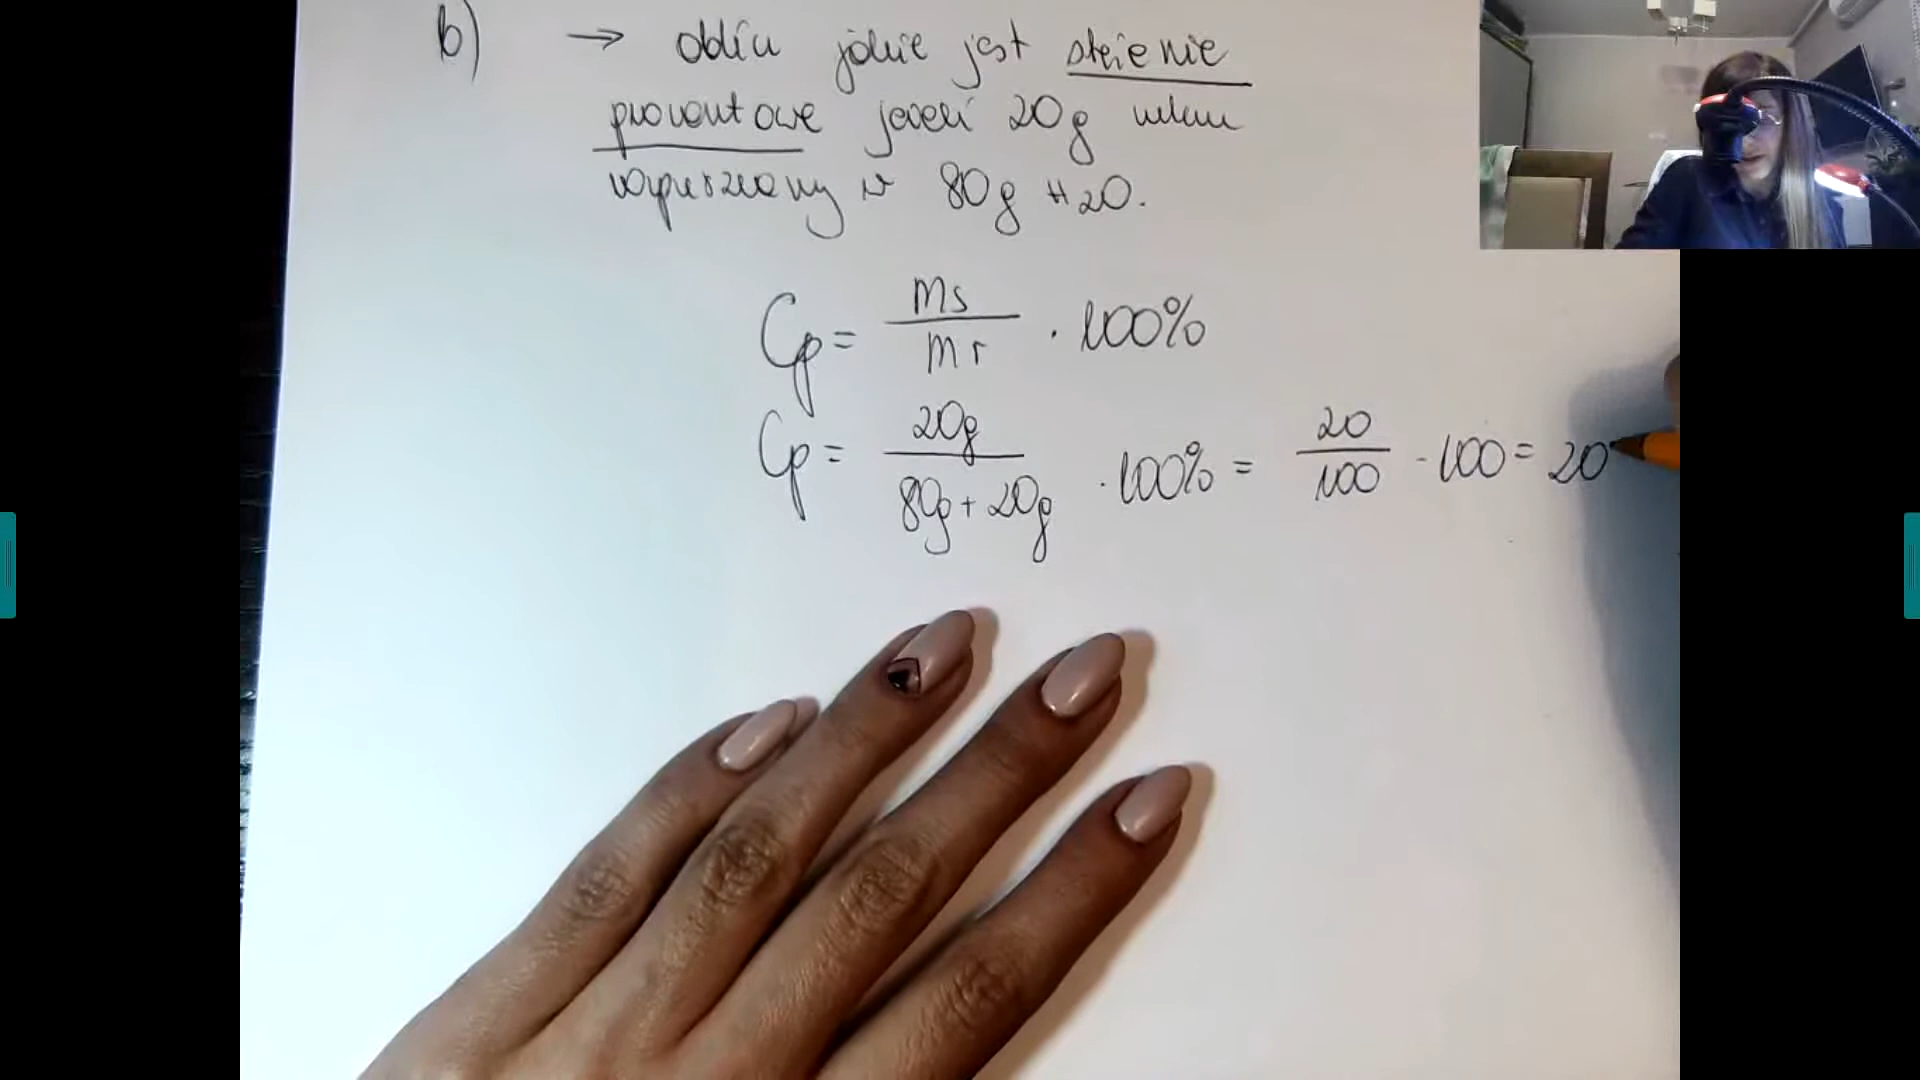 b) → oblicz jakie jest stężenie
procentowe jeżeli 20g cukru
rozpuszczony w 80g H2O.
Cp = ms/mr · 100%
Cp = 20g/80g+20g · 100% = 20/100 · 100 = 20